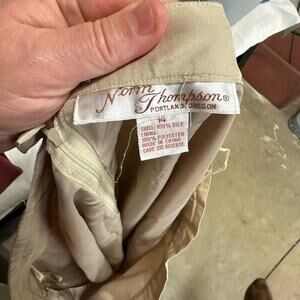 Norm
Thompson®
PORTLAND, OREGON
14
SHELL: 100% SILK
LINING:
100% POLYESTER
MADE IN CHINA
CARE SEE REVERSE